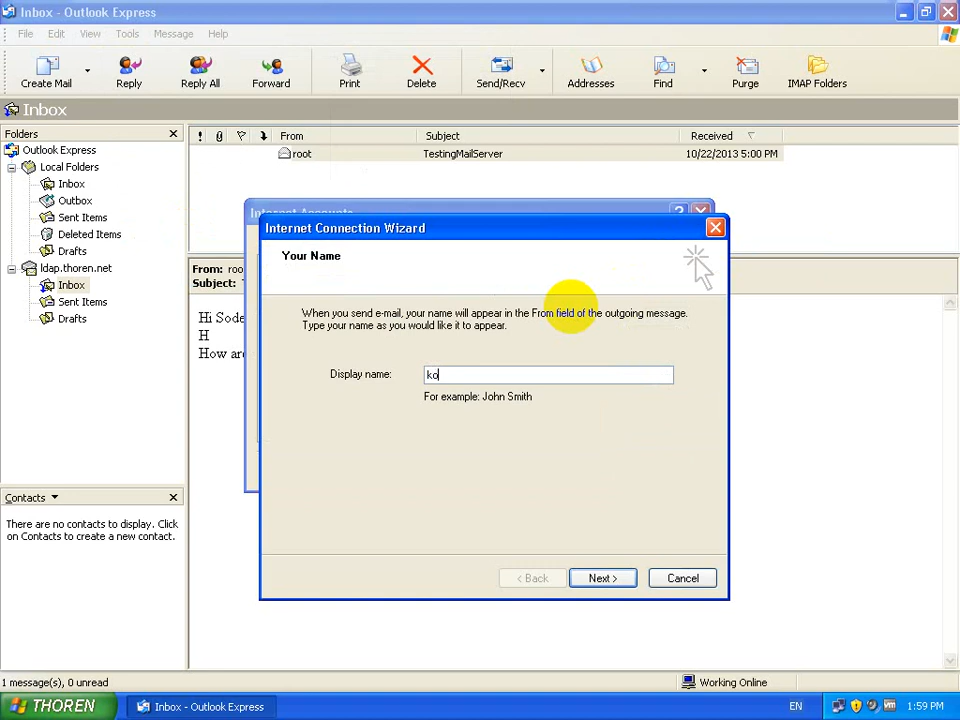 Inbox - Outlook Express
File Edit View Tools Message Help
Create Mail Reply Reply All Forward Print Delete Send/Recv Addresses Find Purge IMAP Folders
Inbox
Folders
Outlook Express
Local Folders
Inbox
Outbox
Sent Items
Deleted Items
Drafts
ldap.thoren.net
Inbox
Sent Items
Drafts
Contacts
There are no contacts to display. Click
on Contacts to create a new contact.
! From Subject Received
root TestingMailServer 10/22/2013 5:00 PM
From: roo
Subject:
Hi Sode
H
How are
Internet Accounts
Internet Connection Wizard
Your Name
When you send e-mail, your name will appear in the From field of the outgoing message.
Type your name as you would like it to appear.
Display name: ko
For example: John Smith
< Back Next > Cancel
1 message(s), 0 unread Working Online
THOREN Inbox - Outlook Express EN 1:59 PM